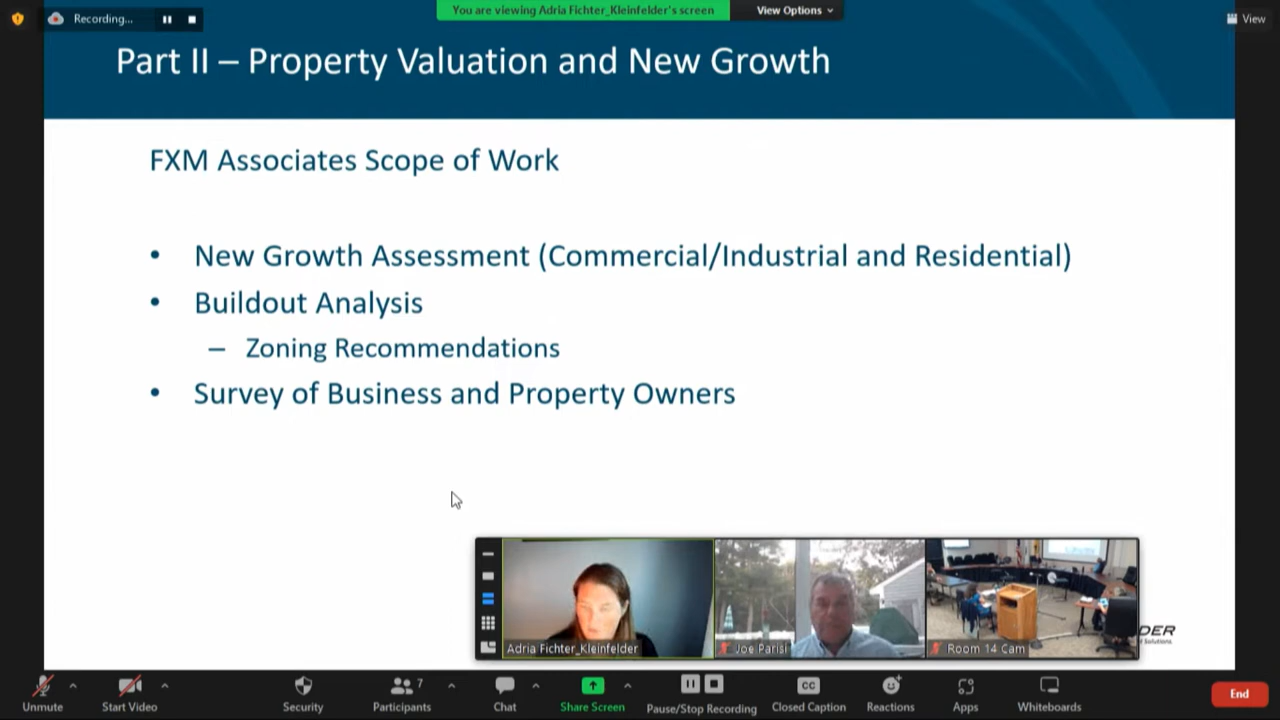 Recording...
You are viewing Adria Fichter_Kleinfelder's screen
View Options
View
Part II – Property Valuation and New Growth
FXM Associates Scope of Work
• New Growth Assessment (Commercial/Industrial and Residential)
• Buildout Analysis
– Zoning Recommendations
• Survey of Business and Property Owners
Adria Fichter_Kleinfelder
Joe Parisi
Room 14 Cam
DER
Solutions.
Unmute
Start Video
Security
7
Participants
Chat
Share Screen
Pause/Stop Recording
CC
Closed Caption
Reactions
Apps
Whiteboards
End